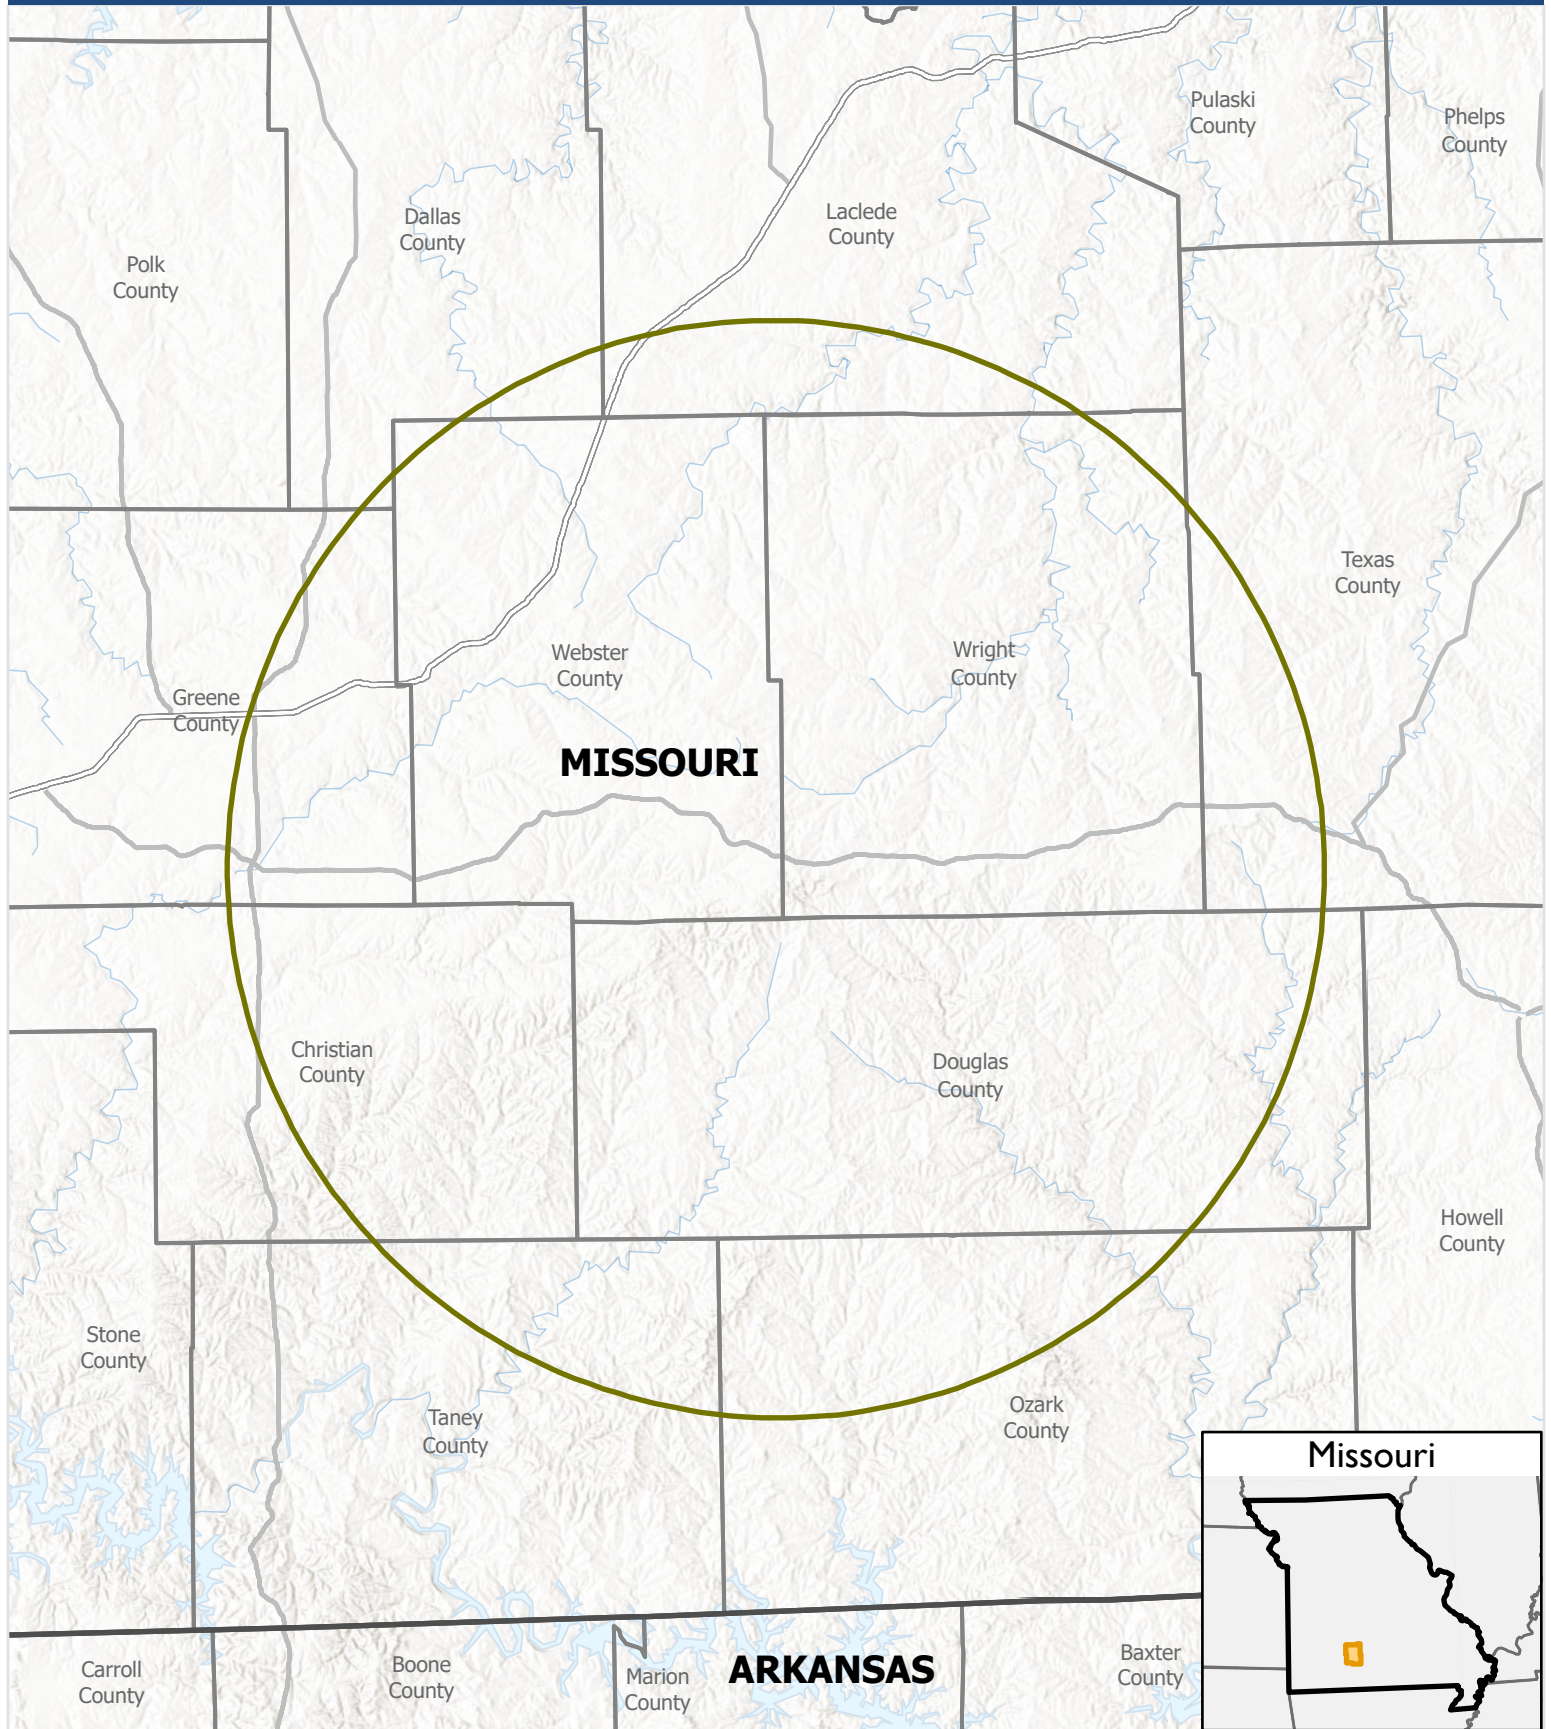 Pulaski
County
Phelps
County
Dallas
County
Laclede
County
Polk
County
Texas
County
Webster
County
Wright
County
Greene
County
MISSOURI
Christian
County
Douglas
County
Howell
County
Stone
County
Taney
County
Ozark
County
Missouri
Carroll
County
Boone
County
Marion
County
ARKANSAS
Baxter
County